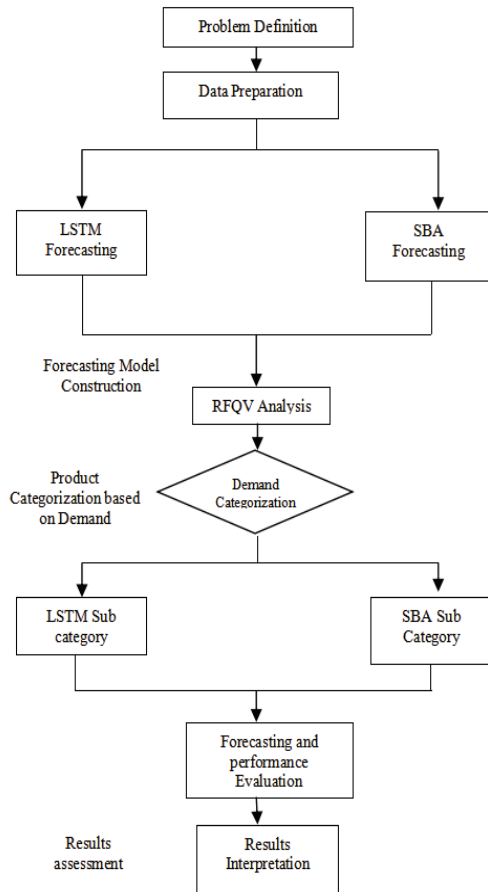 Problem Definition
Data Preparation
LSTM
Forecasting
SBA
Forecasting
Forecasting Model
Construction
RFQV Analysis
Product
Categorization based
on Demand
Demand
Categorization
LSTM Sub
category
SBA Sub
Category
Forecasting and
performance
Evaluation
Results
assessment
Results
Interpretation